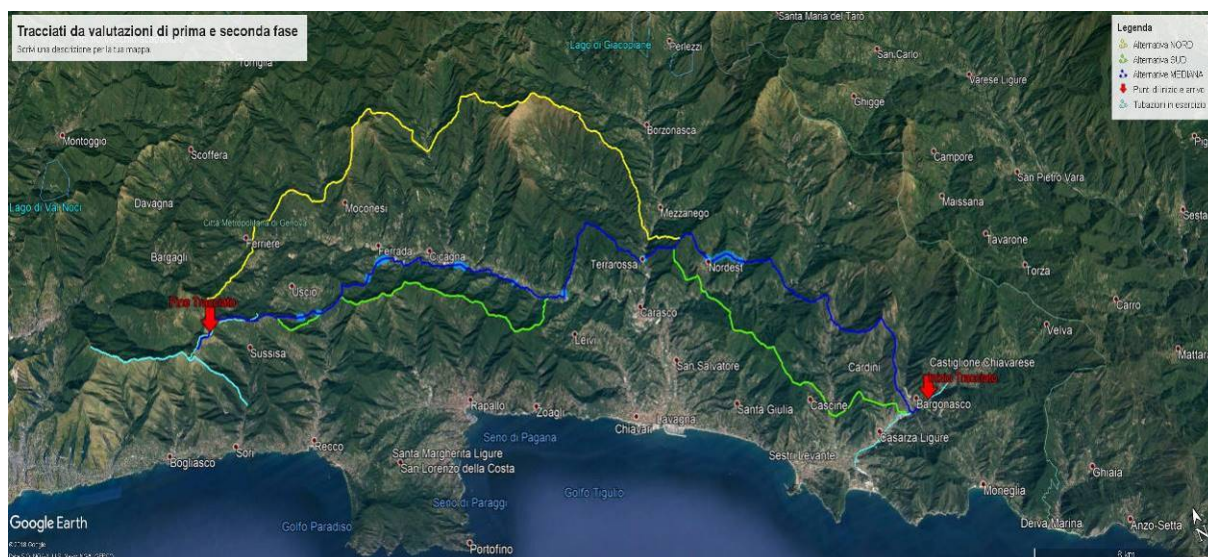 Tracciati da valutazioni di prima e seconda fase
Scrivi una descrizione per la tua mappa.
Legenda
Alternativa NORD
Alternativa SUD
Alternative MEDIANA
Punti di inizio e arrivo
Tubazioni in esercizio
Santa Maria del Taro
Lago di Giacopiane
Perlezzi
San Carlo
Varese Ligure
Ghigge
Montoggio
Scoffera
Borzonasca
Campore
San Pietro Vara
Lago di Val Noci
Davagna
Moconesi
Mezzanego
Maissana
Città Metropolitana di Genova
Ferriere
Bargagli
Ferrada
Cicagna
Terrarossa
Nordest
Tavarone
Torza
Uscio
Fine Tracciato
Carasco
Carro
Velva
Sussisa
Leivi
San Salvatore
Cardini
Castiglione Chiavarese
Inizio Tracciato
Bargonasco
Rapallo
Zoagli
Santa Giulia
Cascine
Chiavari
Lavagna
Casarza Ligure
Seno di Pagana
Sestri Levante
Recco
Sori
Bogliasco
Santa Margherita Ligure
San Lorenzo della Costa
Ghiaia
Moneglia
Golfo Tigullio
Seno di Paraggi
Deiva Marina
Anzo-Setta
Golfo Paradiso
Portofino
Google Earth